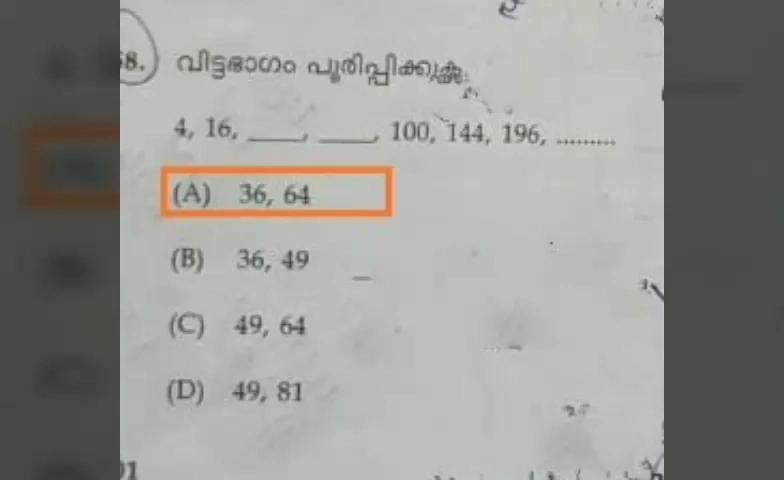 58. വിട്ടഭാഗം പൂരിപ്പിക്കുക.
4, 16, ____, ____, 100, 144, 196, .........
(A) 36, 64
(B) 36, 49
(C) 49, 64
(D) 49, 81